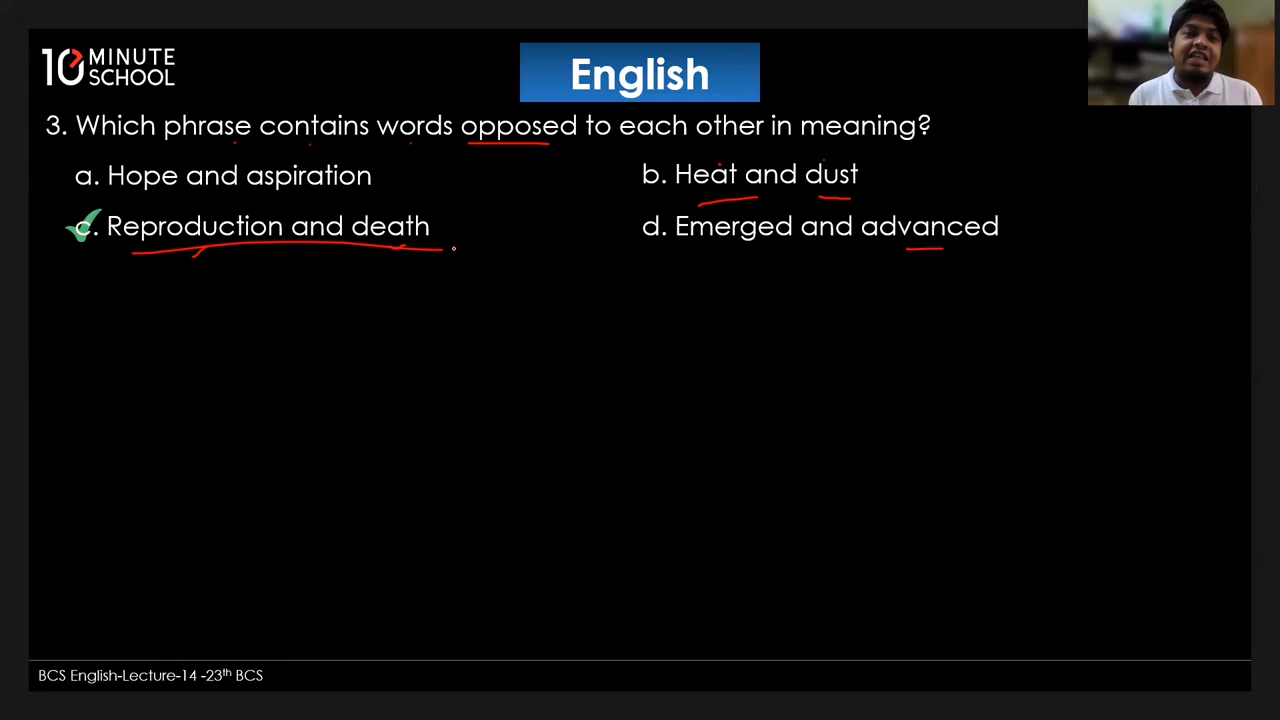 10 MINUTE
SCHOOL
English
3. Which phrase contains words opposed to each other in meaning?
a. Hope and aspiration
b. Heat and dust
c. Reproduction and death
d. Emerged and advanced
BCS English-Lecture-14 -23th BCS